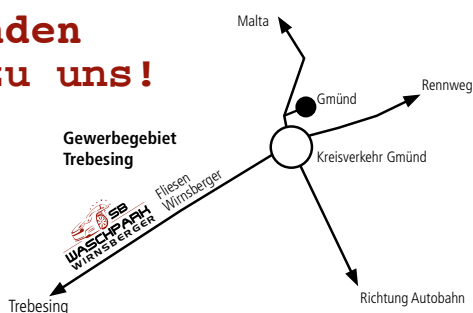 nden
zu uns!
Malta
Gmünd
Rennweg
Gewerbegebiet
Trebesing
Kreisverkehr Gmünd
Fliesen
Wirnsberger
SB
WASCHPARK
WIRNSBERGER
Trebesing
Richtung Autobahn